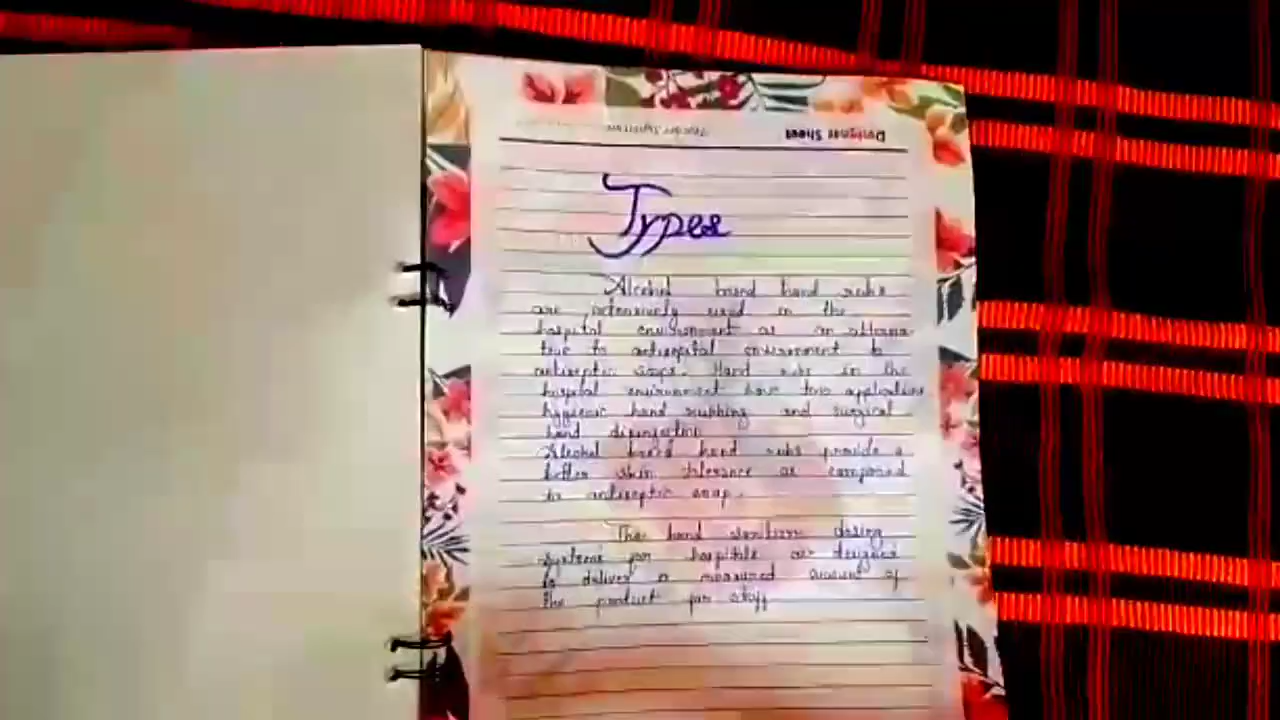 Designer Sheet
Types
Alcohol based hand rubs
are extensively used in the
hospital environment as an alterna-
tive to antiseptic environment to
antiseptic soaps. Hand rubs in the
hospital environment have two applications
hygienic hand rubbing and surgical
hand disinfection
Alcohol based hand rubs provide a
better skin tolerance as compared
to antiseptic soap.
The hand dosing
systems for hospitals are designed
to deliver a measured amount of
the product for staff